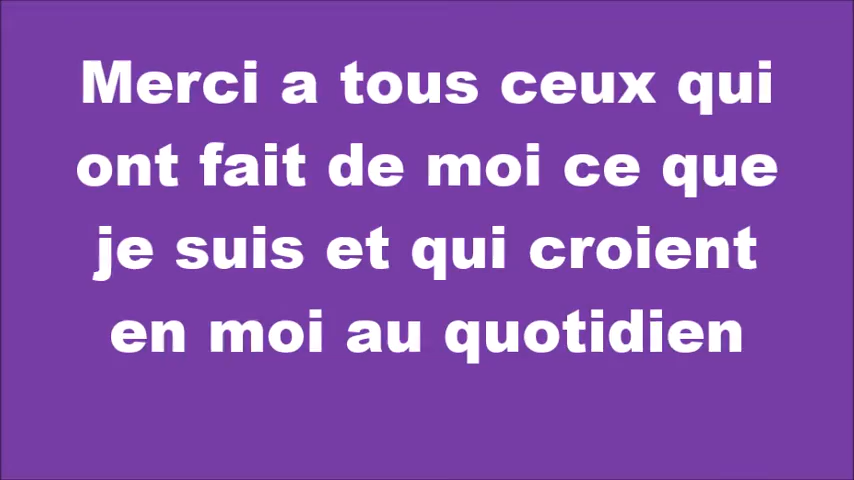 Merci a tous ceux qui
ont fait de moi ce que
je suis et qui croient
en moi au quotidien